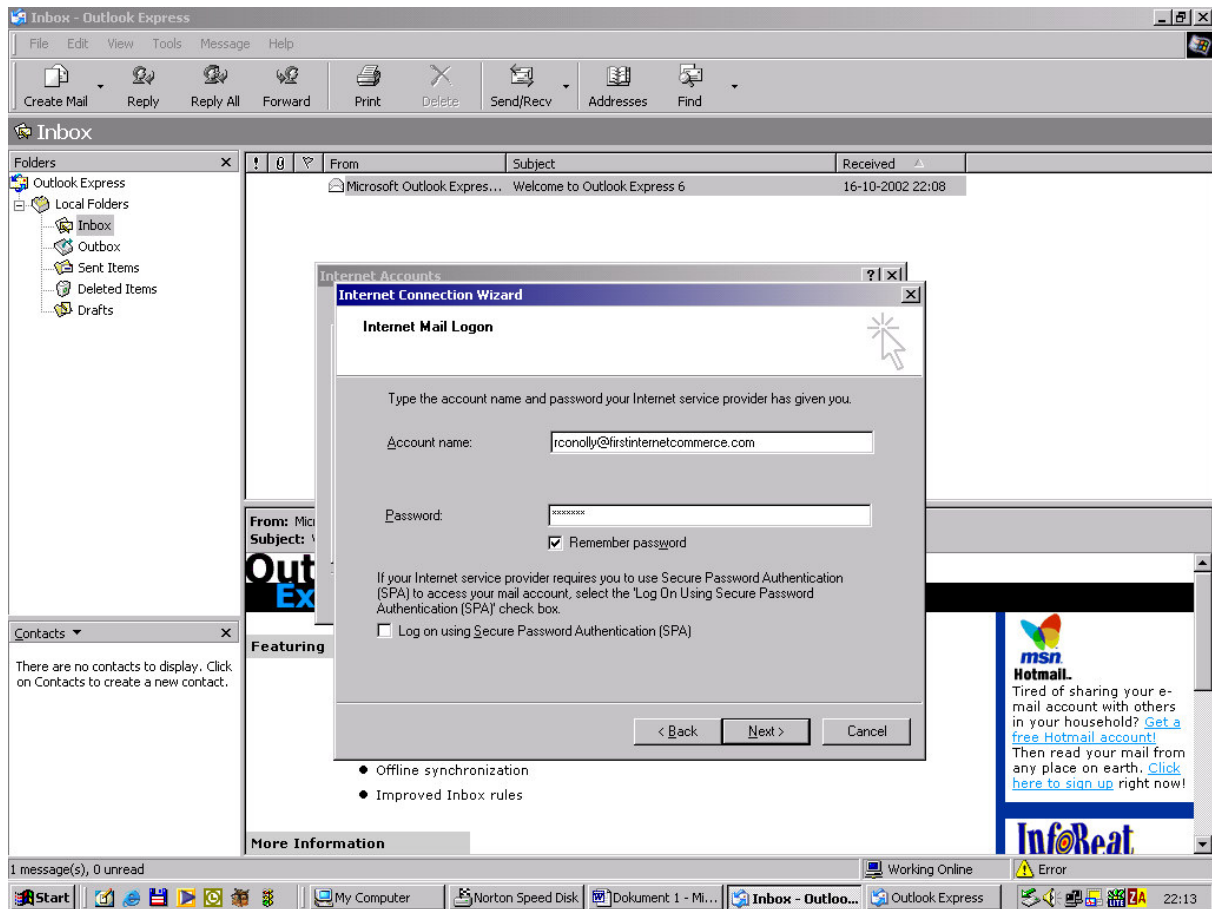 Inbox - Outlook Express
File Edit View Tools Message Help
Create Mail Reply Reply All Forward Print Delete Send/Recv Addresses Find
Inbox
Folders
Outlook Express
Local Folders
Inbox
Outbox
Sent Items
Deleted Items
Drafts
! From Subject Received
Microsoft Outlook Expres... Welcome to Outlook Express 6 16-10-2002 22:08
Internet Accounts
Internet Connection Wizard
Internet Mail Logon
Type the account name and password your Internet service provider has given you.
Account name: rconolly@firstinternetcommerce.com
Password: xxxxxxx
Remember password
If your Internet service provider requires you to use Secure Password Authentication
(SPA) to access your mail account, select the 'Log On Using Secure Password
Authentication (SPA)' check box.
Log on using Secure Password Authentication (SPA)
< Back Next > Cancel
From: Mic
Subject:
Out
Ex
Featuring
Offline synchronization
Improved Inbox rules
More Information
msn
Hotmail.
Tired of sharing your e-
mail account with others
in your household? Get a
free Hotmail account!
Then read your mail from
any place on earth. Click
here to sign up right now!
InfoBeat
Contacts
There are no contacts to display. Click
on Contacts to create a new contact.
1 message(s), 0 unread Working Online Error
Start My Computer Norton Speed Disk Dokument 1 - Mi... Inbox - Outloo... Outlook Express ZA 22:13